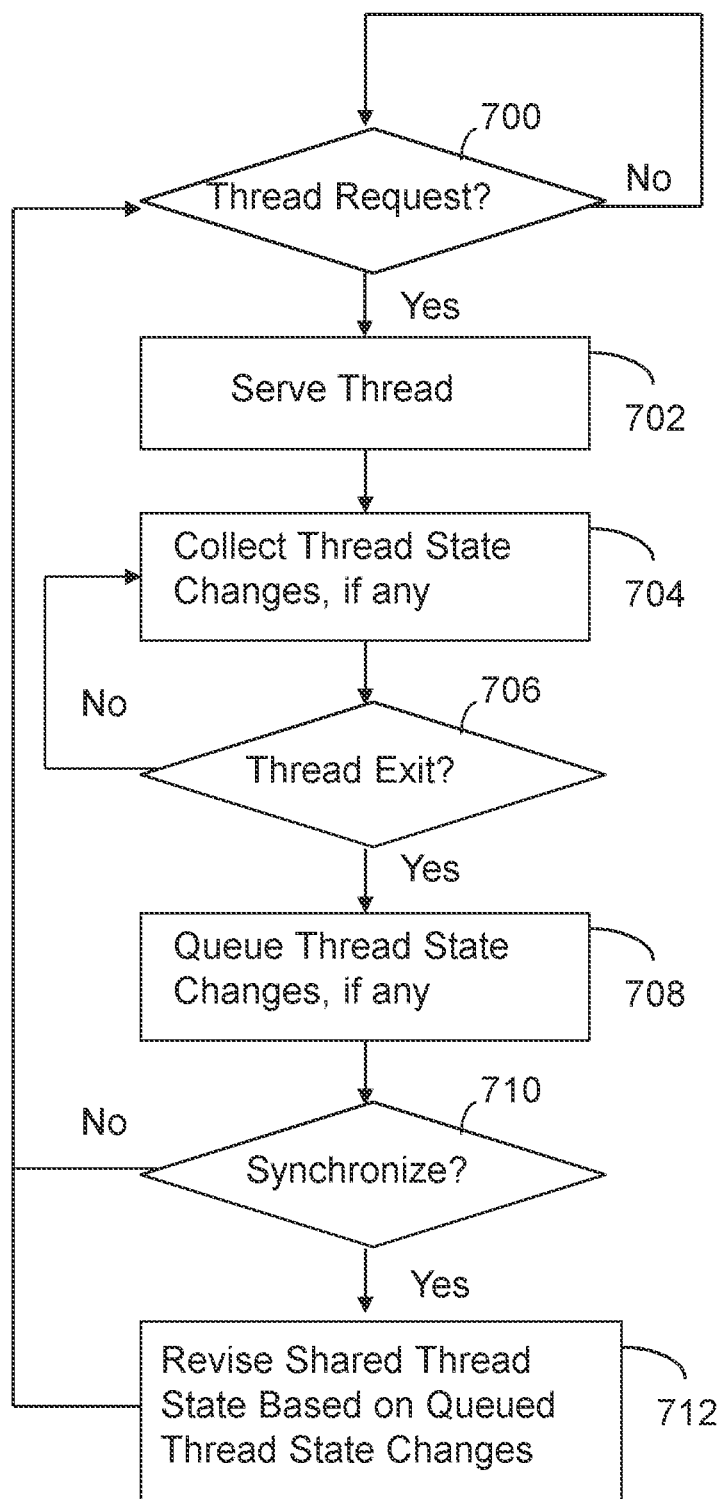 700
Thread Request?
No
Yes
Serve Thread
702
Collect Thread State
Changes, if any
704
No
706
Thread Exit?
Yes
Queue Thread State
Changes, if any
708
710
No
Synchronize?
Yes
Revise Shared Thread
State Based on Queued
Thread State Changes
712